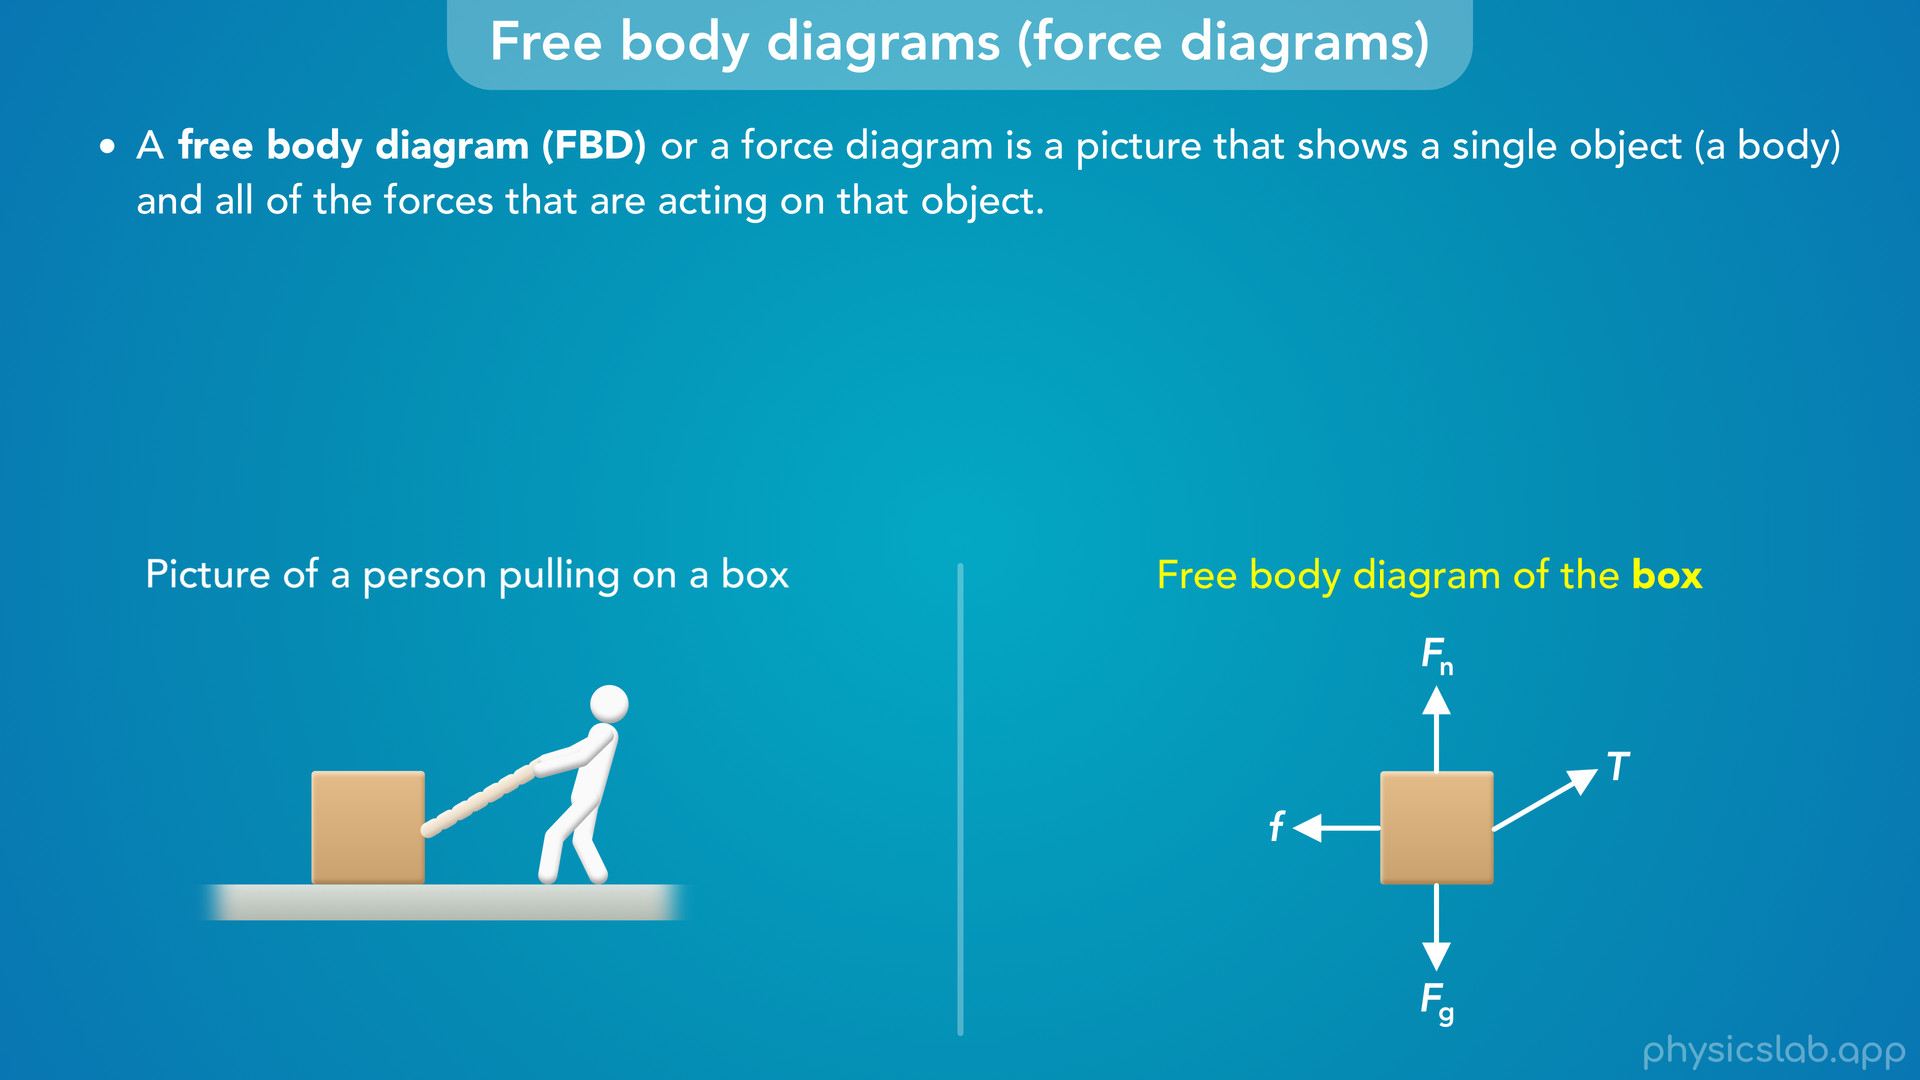 Free body diagrams (force diagrams)
• A free body diagram (FBD) or a force diagram is a picture that shows a single object (a body)
and all of the forces that are acting on that object.
Picture of a person pulling on a box
Free body diagram of the box
Fn
T
f
Fg
physicslab.app